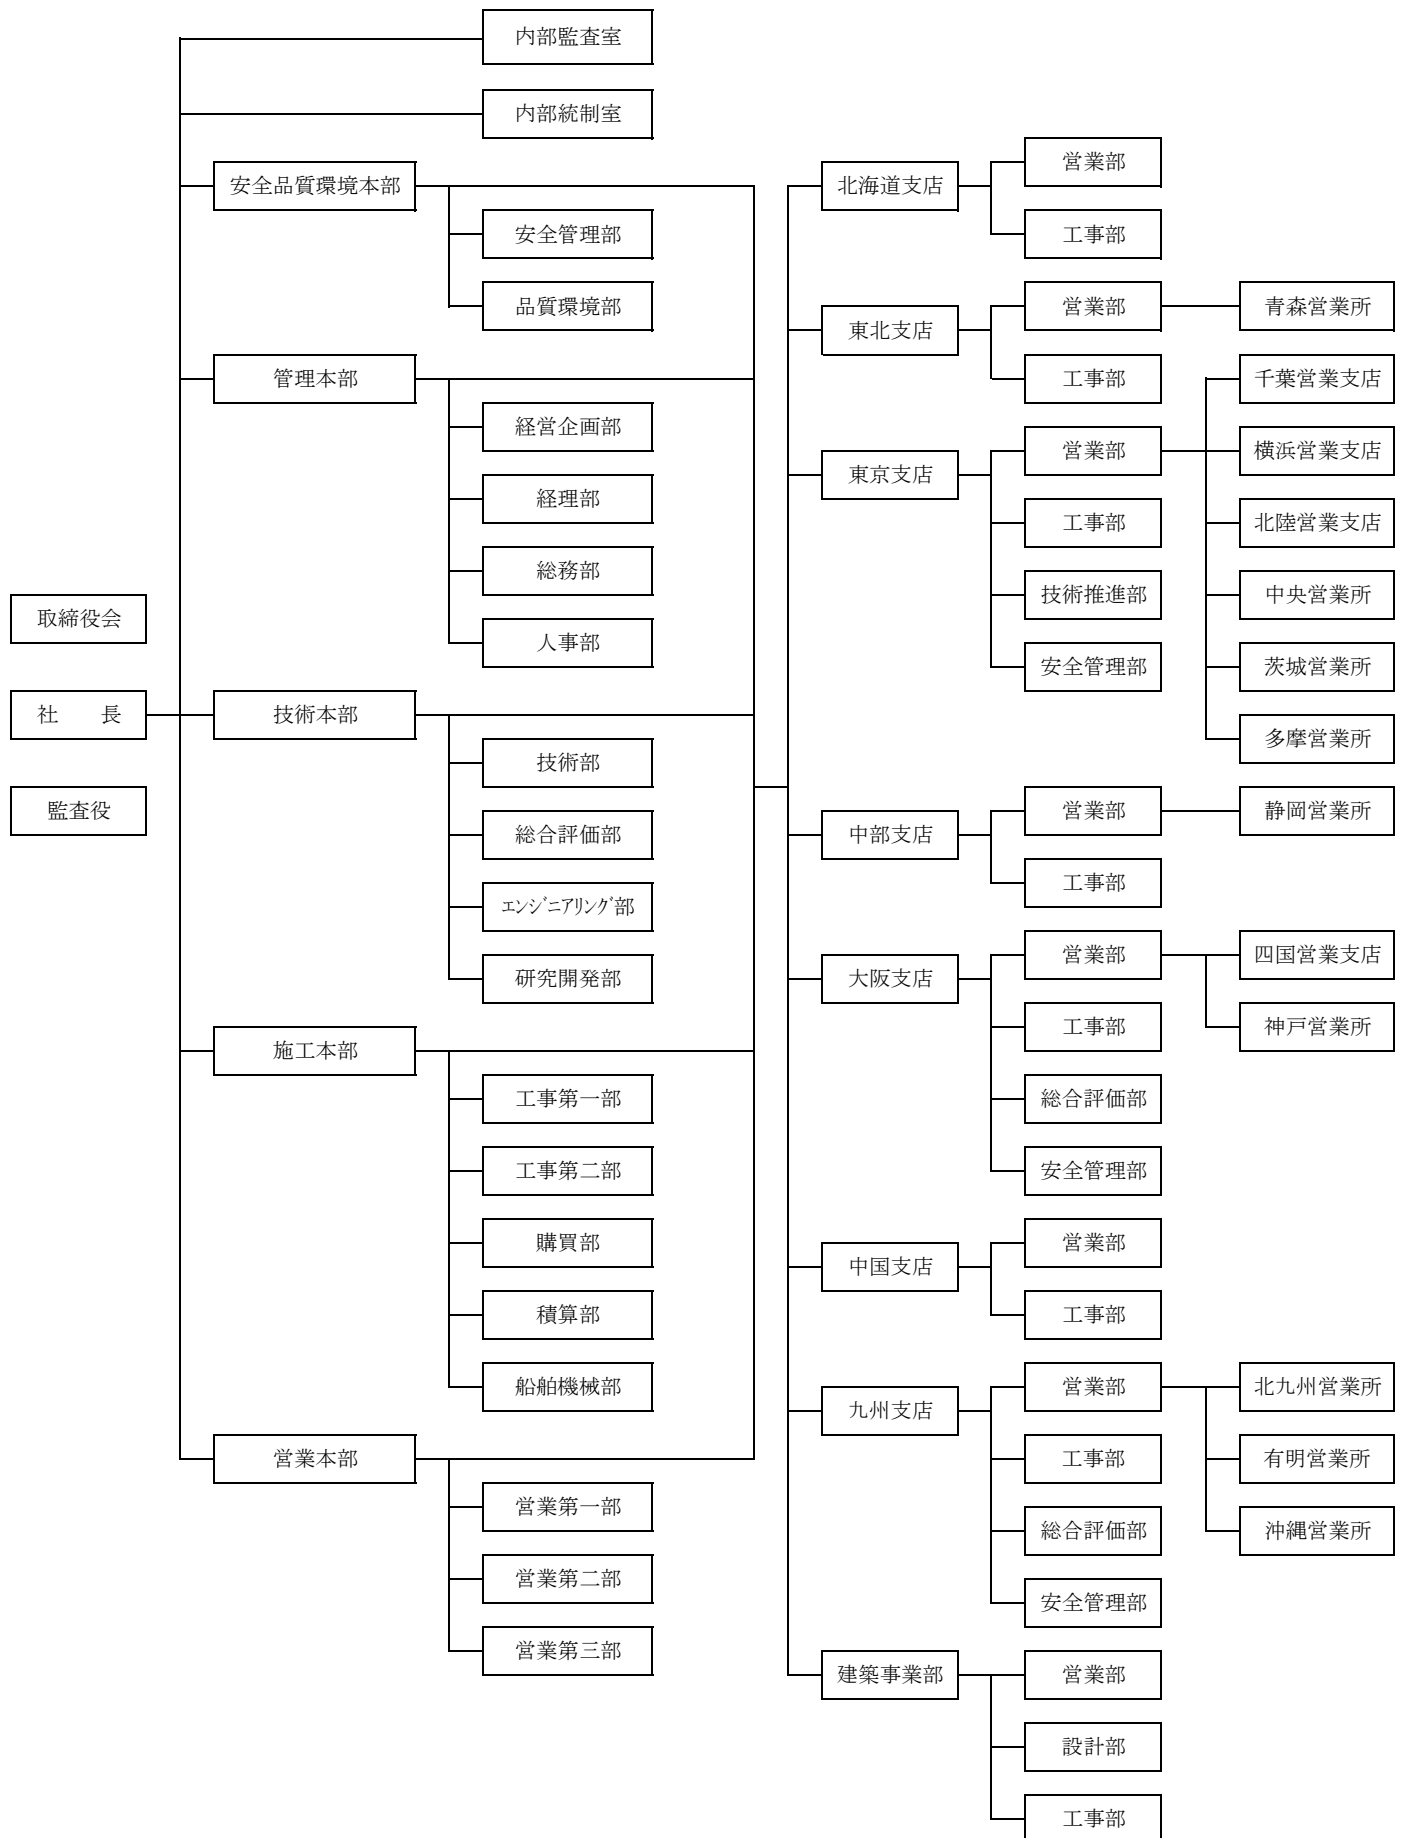 取締役会
社　　長
監査役
内部監査室
内部統制室
安全品質環境本部
安全管理部
品質環境部
管理本部
経営企画部
経理部
総務部
人事部
技術本部
技術部
総合評価部
ｴﾝｼﾞﾆｱﾘﾝｸﾞ部
研究開発部
施工本部
工事第一部
工事第二部
購買部
積算部
船舶機械部
営業本部
営業第一部
営業第二部
営業第三部
北海道支店
営業部
工事部
東北支店
営業部
青森営業所
工事部
東京支店
営業部
千葉営業支店
横浜営業支店
北陸営業支店
中央営業所
茨城営業所
多摩営業所
工事部
技術推進部
安全管理部
中部支店
営業部
静岡営業所
工事部
大阪支店
営業部
四国営業支店
神戸営業所
工事部
総合評価部
安全管理部
中国支店
営業部
工事部
九州支店
営業部
北九州営業所
有明営業所
沖縄営業所
工事部
総合評価部
安全管理部
建築事業部
営業部
設計部
工事部